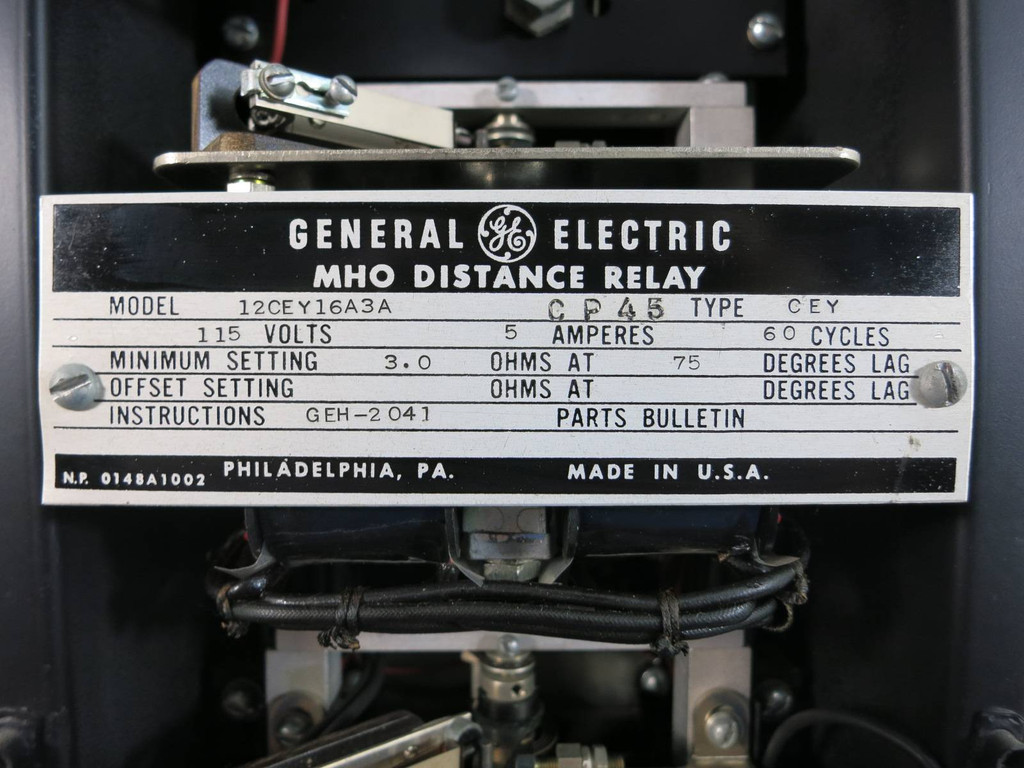 GENERAL GE ELECTRIC
MHO DISTANCE RELAY
MODEL 12CEY16A3A CP45 TYPE CEY
115 VOLTS 5 AMPERES 60 CYCLES
MINIMUM SETTING 3.0 OHMS AT 75 DEGREES LAG
OFFSET SETTING OHMS AT DEGREES LAG
INSTRUCTIONS GEH-2041 PARTS BULLETIN
N.P. 0148A1002 PHILADELPHIA, PA. MADE IN U.S.A.